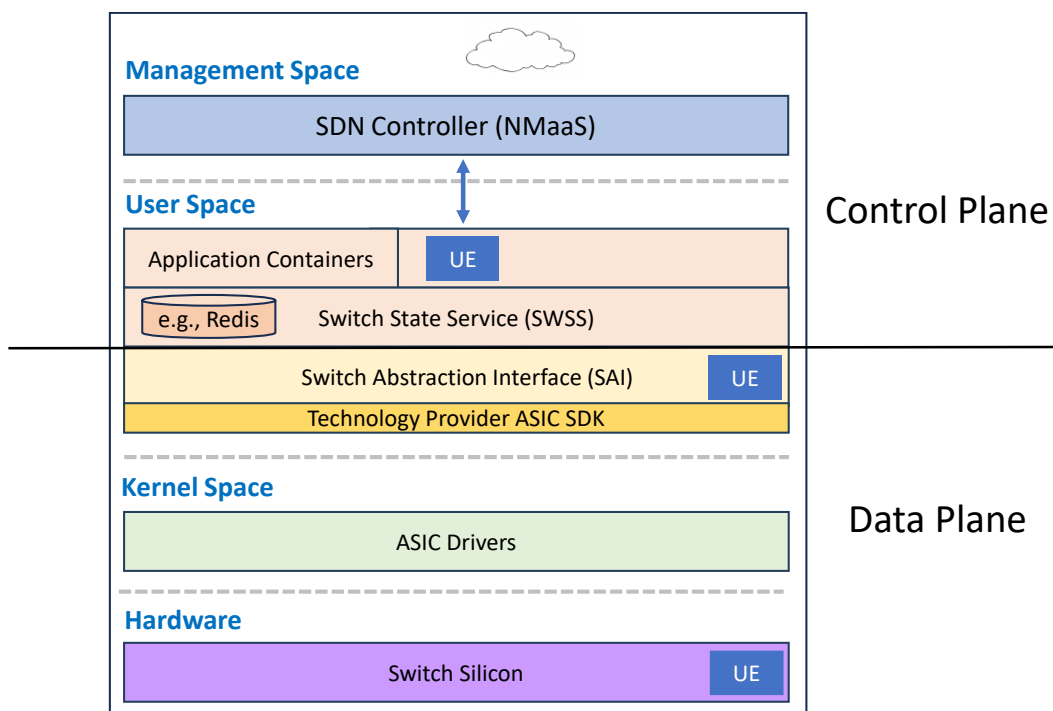 Management Space
SDN Controller (NMaaS)
User Space
Control Plane
Application Containers
UE
e.g., Redis
Switch State Service (SWSS)
Switch Abstraction Interface (SAI)
UE
Technology Provider ASIC SDK
Kernel Space
Data Plane
ASIC Drivers
Hardware
Switch Silicon
UE